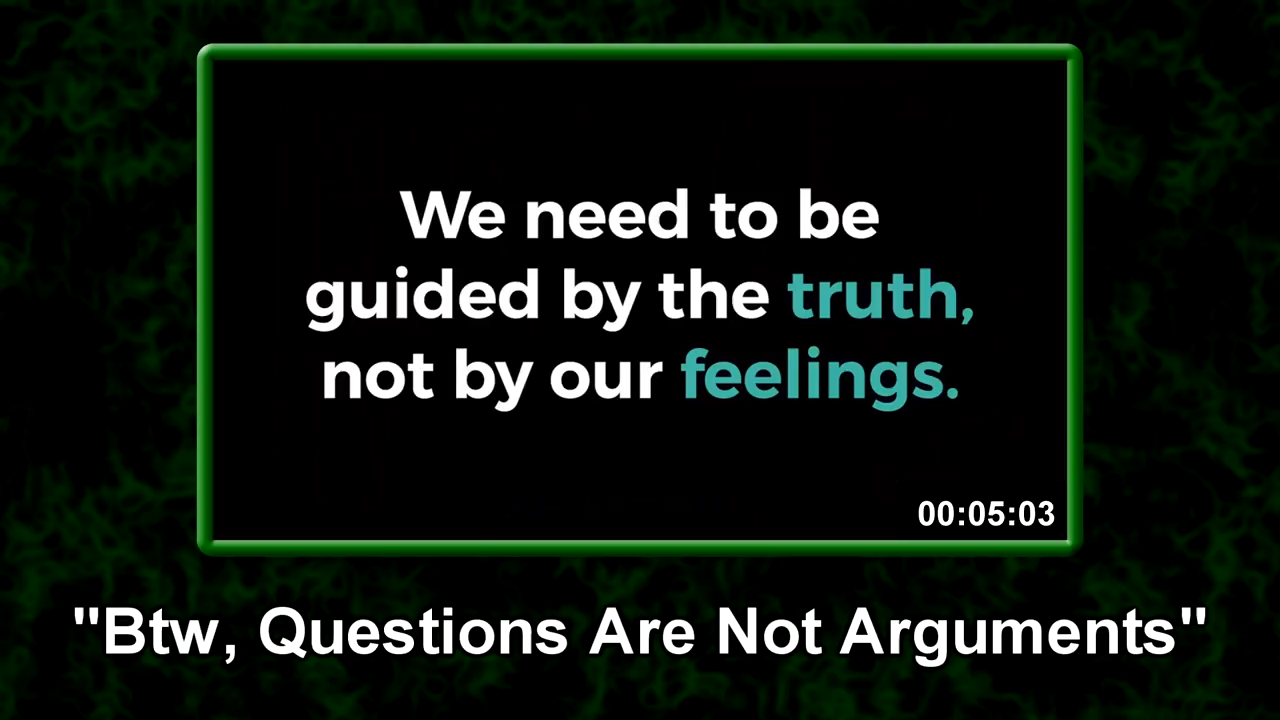 We need to be
guided by the truth,
not by our feelings.
00:05:03
"Btw, Questions Are Not Arguments"